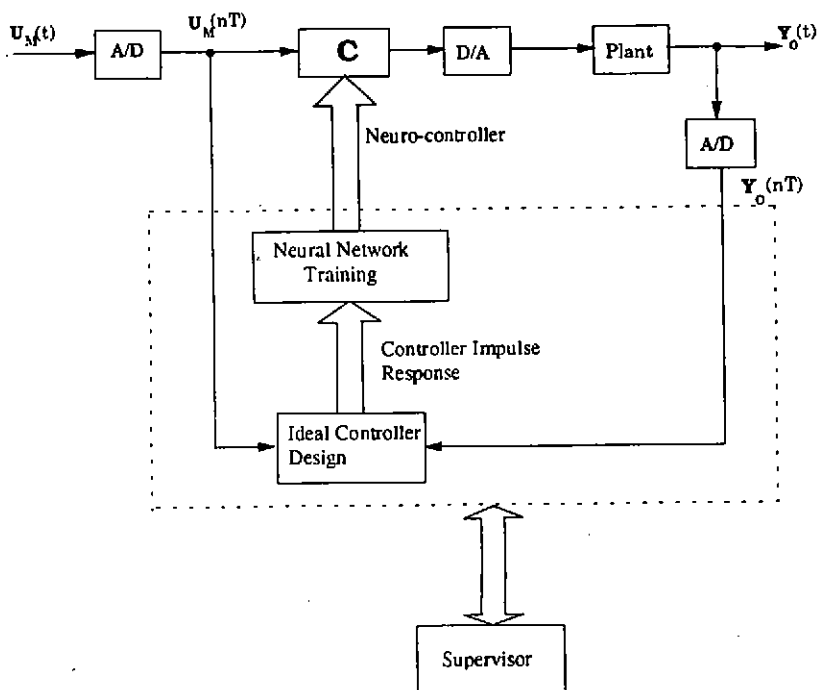 U_M(t)
A/D
U_M(nT)
C
D/A
Plant
Y_o(t)
A/D
Y_o(nT)
Neuro-controller
Neural Network
Training
Controller Impulse
Response
Ideal Controller
Design
Supervisor